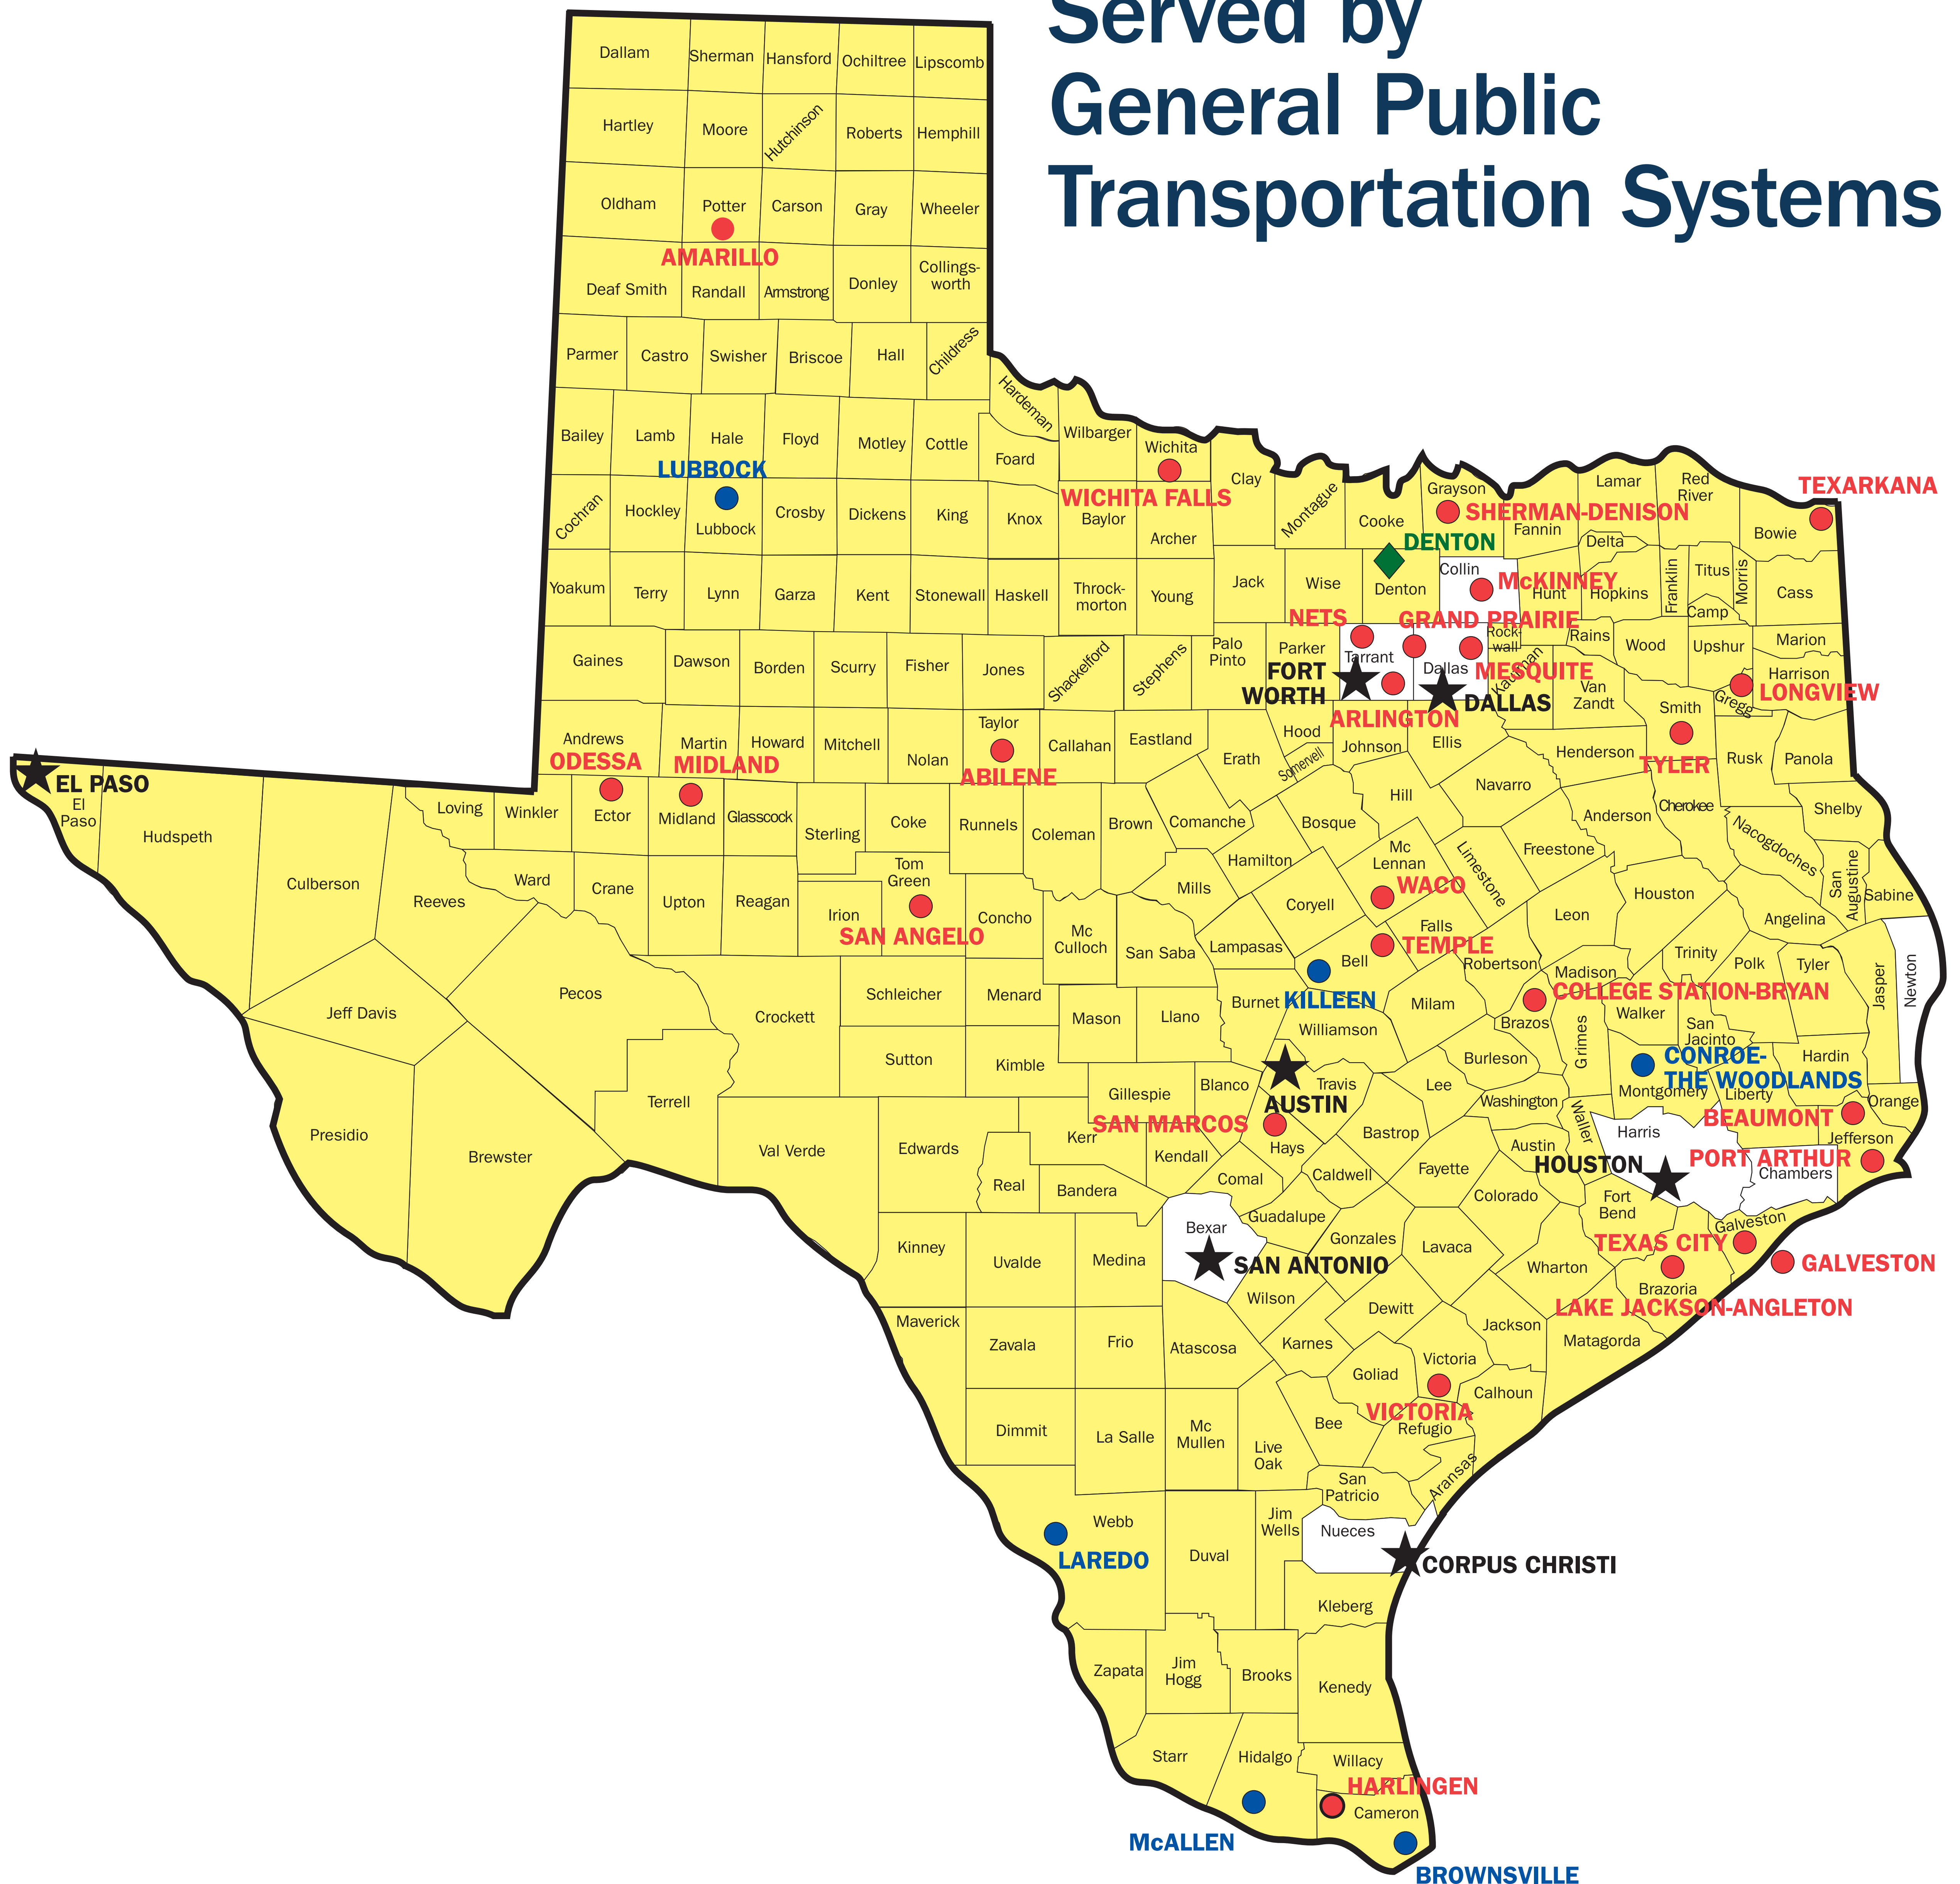 Served by
General Public
Transportation Systems
Dallam
Sherman
Hansford
Ochiltree
Lipscomb
Hartley
Moore
Hutchinson
Roberts
Hemphill
Oldham
Potter
Carson
Gray
Wheeler
AMARILLO
Deaf Smith
Randall
Armstrong
Donley
Collings-
worth
Parmer
Castro
Swisher
Briscoe
Hall
Childress
Hardeman
Bailey
Lamb
Hale
Floyd
Motley
Cottle
Foard
Wilbarger
Wichita
WICHITA FALLS
Clay
Montague
Cooke
Grayson
SHERMAN-DENISON
Fannin
Lamar
Red
River
TEXARKANA
Bowie
LUBBOCK
Cochran
Hockley
Lubbock
Crosby
Dickens
King
Knox
Baylor
Archer
DENTON
Delta
Yoakum
Terry
Lynn
Garza
Kent
Stonewall
Haskell
Throck-
morton
Young
Jack
Wise
Denton
Collin
McKINNEY
Hunt
Hopkins
Franklin
Titus
Morris
Camp
Cass
NETS
GRAND PRAIRIE
Gaines
Dawson
Borden
Scurry
Fisher
Jones
Shackelford
Stephens
Palo
Pinto
Parker
Tarrant
Dallas
Rock-
wall
Kaufman
Rains
Wood
Upshur
Marion
Harrison
FORT
WORTH
MESQUITE
DALLAS
ARLINGTON
Van
Zandt
Gregg
LONGVIEW
Smith
TYLER
Andrews
ODESSA
Martin
MIDLAND
Howard
Mitchell
Nolan
Taylor
ABILENE
Callahan
Eastland
Erath
Hood
Somervell
Johnson
Ellis
Henderson
Rusk
Panola
EL PASO
El
Paso
Hudspeth
Culberson
Reeves
Loving
Winkler
Ector
Midland
Glasscock
Sterling
Coke
Runnels
Coleman
Brown
Comanche
Bosque
Hill
Navarro
Anderson
Cherokee
Nacogdoches
Shelby
Ward
Crane
Upton
Reagan
Irion
Tom
Green
SAN ANGELO
Concho
Mc
Culloch
San Saba
Mills
Hamilton
Coryell
Mc
Lennan
WACO
Limestone
Freestone
Leon
Houston
Angelina
San
Augustine
Sabine
Lampasas
Falls
TEMPLE
Bell
KILLEEN
Robertson
Madison
Trinity
Polk
Tyler
Jasper
Newton
Jeff Davis
Pecos
Crockett
Schleicher
Menard
Mason
Llano
Burnet
Williamson
Milam
COLLEGE STATION-BRYAN
Brazos
Grimes
Walker
San
Jacinto
Hardin
Presidio
Brewster
Terrell
Sutton
Kimble
Gillespie
Blanco
Travis
AUSTIN
Lee
Burleson
Washington
CONROE-
THE WOODLANDS
Montgomery
Liberty
Orange
BEAUMONT
Jefferson
Val Verde
Edwards
Kerr
Real
Bandera
Kendall
SAN MARCOS
Hays
Bastrop
Comal
Caldwell
Fayette
Austin
Waller
Harris
HOUSTON
PORT ARTHUR
Chambers
Kinney
Uvalde
Medina
Bexar
SAN ANTONIO
Guadalupe
Gonzales
Lavaca
Colorado
Wharton
Fort
Bend
Galveston
TEXAS CITY
GALVESTON
Brazoria
LAKE JACKSON-ANGLETON
Maverick
Zavala
Frio
Atascosa
Wilson
Karnes
Dewitt
Jackson
Matagorda
Goliad
Victoria
VICTORIA
Calhoun
Dimmit
La Salle
Mc
Mullen
Live
Oak
Bee
Refugio
Aransas
San
Patricio
Webb
LAREDO
Duval
Jim
Wells
Nueces
CORPUS CHRISTI
Kleberg
Zapata
Jim
Hogg
Brooks
Kenedy
Starr
Hidalgo
Willacy
HARLINGEN
Cameron
McALLEN
BROWNSVILLE